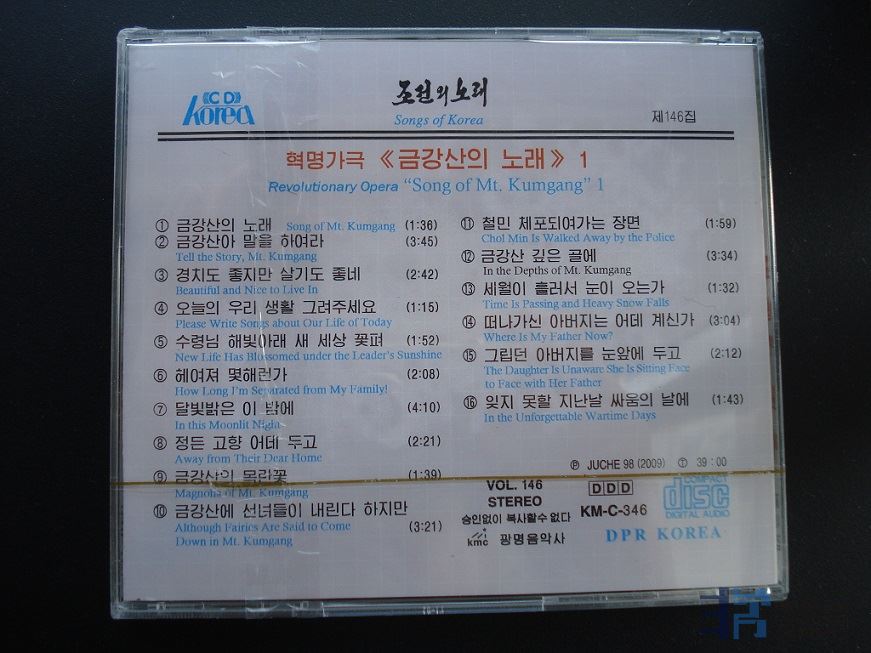 CD Korea
조선의 노래
Songs of Korea
제146집
혁명가극 《금강산의 노래》 1
Revolutionary Opera “Song of Mt. Kumgang” 1
① 금강산의 노래 Song of Mt. Kumgang (1:36)
② 금강산아 말을 하여라 (3:45)
Tell the Story, Mt. Kumgang
③ 경치도 좋지만 살기도 좋네 (2:42)
Beautiful and Nice to Live In
④ 오늘의 우리 생활 그려주세요 (1:15)
Please Write Songs about Our Life of Today
⑤ 수령님 해빛아래 새 세상 꽃펴 (1:52)
New Life Has Blossomed under the Leader's Sunshine
⑥ 헤여져 몇해런가 (2:08)
How Long I'm Separated from My Family!
⑦ 달빛밝은 이 밤에 (4:10)
In this Moonlit Night
⑧ 정든 고향 어데 두고 (2:21)
Away from Their Dear Home
⑨ 금강산의 목란꽃 (1:39)
Magnolia of Mt. Kumgang
⑩ 금강산에 선녀들이 내린다 하지만
Although Fairies Are Said to Come (3:21)
Down in Mt. Kumgang
⑪ 철민 체포되여가는 장면 (1:59)
Chol Min Is Walked Away by the Police
⑫ 금강산 깊은 골에 (3:34)
In the Depths of Mt. Kumgang
⑬ 세월이 흘러서 눈이 오는가 (1:32)
Time Is Passing and Heavy Snow Falls
⑭ 떠나가신 아버지는 어데 계신가 (3:04)
Where Is My Father Now?
⑮ 그립던 아버지를 눈앞에 두고 (2:12)
The Daughter Is Unaware She Is Sitting Face
to Face with Her Father
⑯ 잊지 못할 지난날 싸움의 날에 (1:43)
In the Unforgettable Wartime Days
Ⓟ JUCHE 98 (2009) Ⓣ 39:00
VOL. 146
STEREO
DDD
KM-C-346
COMPACT
disc
DIGITAL AUDIO
승인없이 복사할수 없다
kmc 광명음악사
DPR KOREA